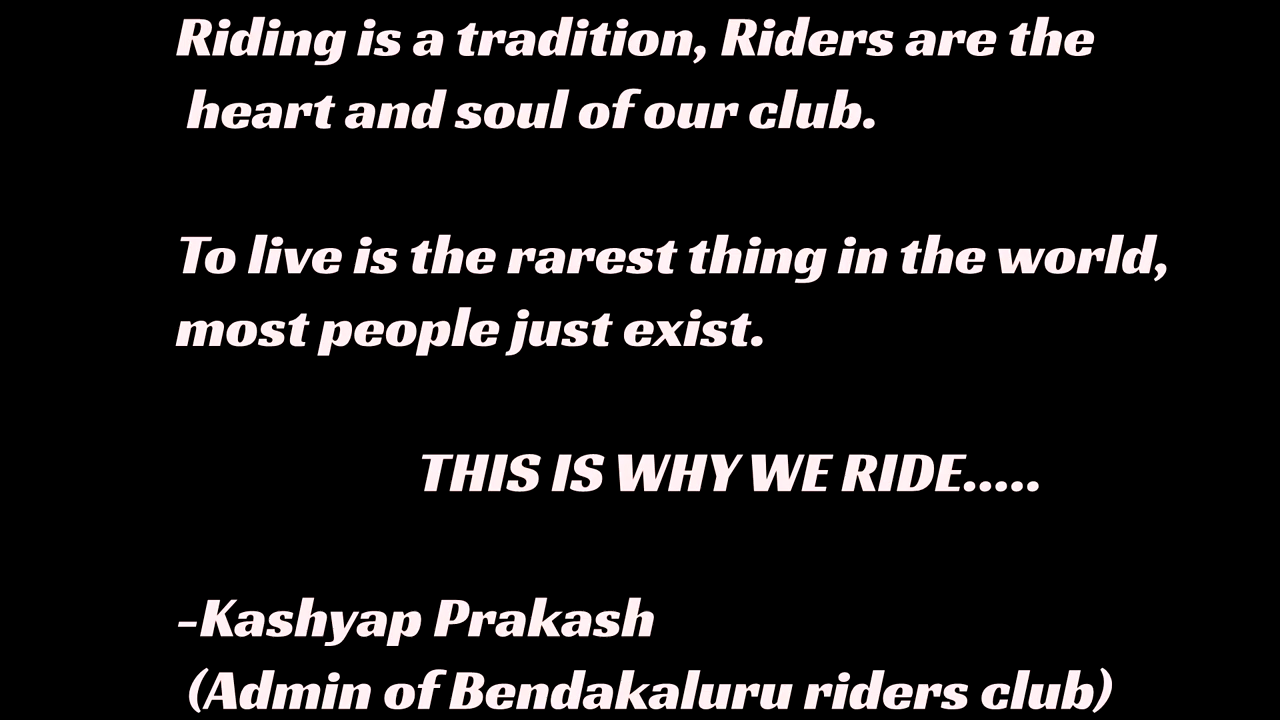 Riding is a tradition, Riders are the
heart and soul of our club.
To live is the rarest thing in the world,
most people just exist.
THIS IS WHY WE RIDE.....
-Kashyap Prakash
(Admin of Bendakaluru riders club)